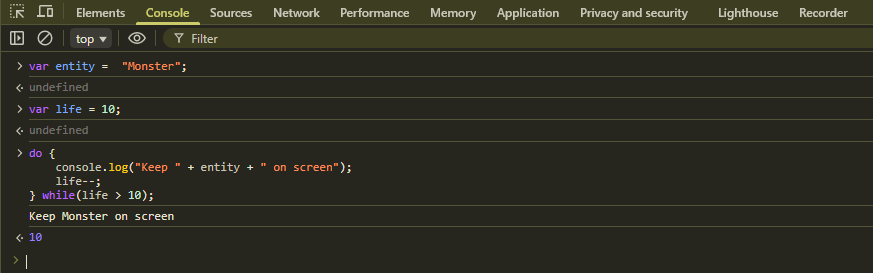 Elements Console Sources Network Performance Memory Application Privacy and security Lighthouse Recorder
top Filter
var entity =  "Monster";
undefined
var life = 10;
undefined
do {
    console.log("Keep " + entity + " on screen");
    life--;
} while(life > 10);
Keep Monster on screen
10